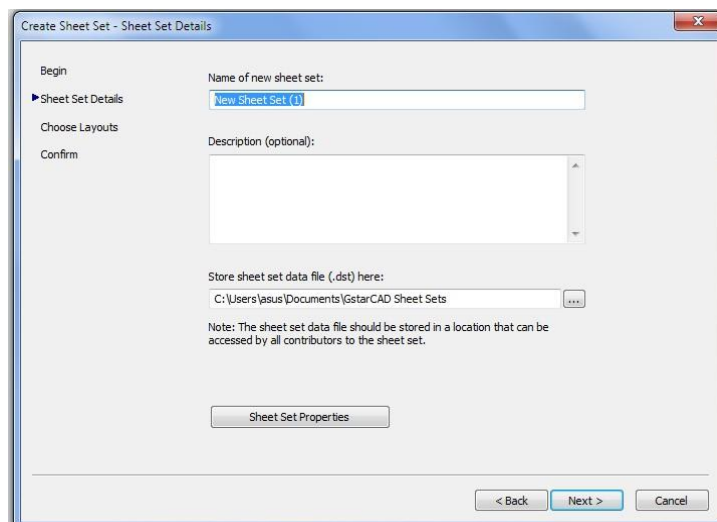 Create Sheet Set - Sheet Set Details
Begin
Sheet Set Details
Choose Layouts
Confirm
Name of new sheet set:
New Sheet Set (1)
Description (optional):
Store sheet set data file (.dst) here:
C:\Users\asus\Documents\GstarCAD Sheet Sets
...
Note: The sheet set data file should be stored in a location that can be
accessed by all contributors to the sheet set.
Sheet Set Properties
< Back
Next >
Cancel